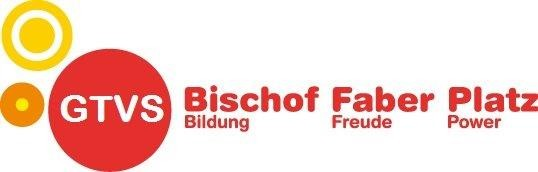 GTVS
Bischof Faber Platz
Bildung Freude Power